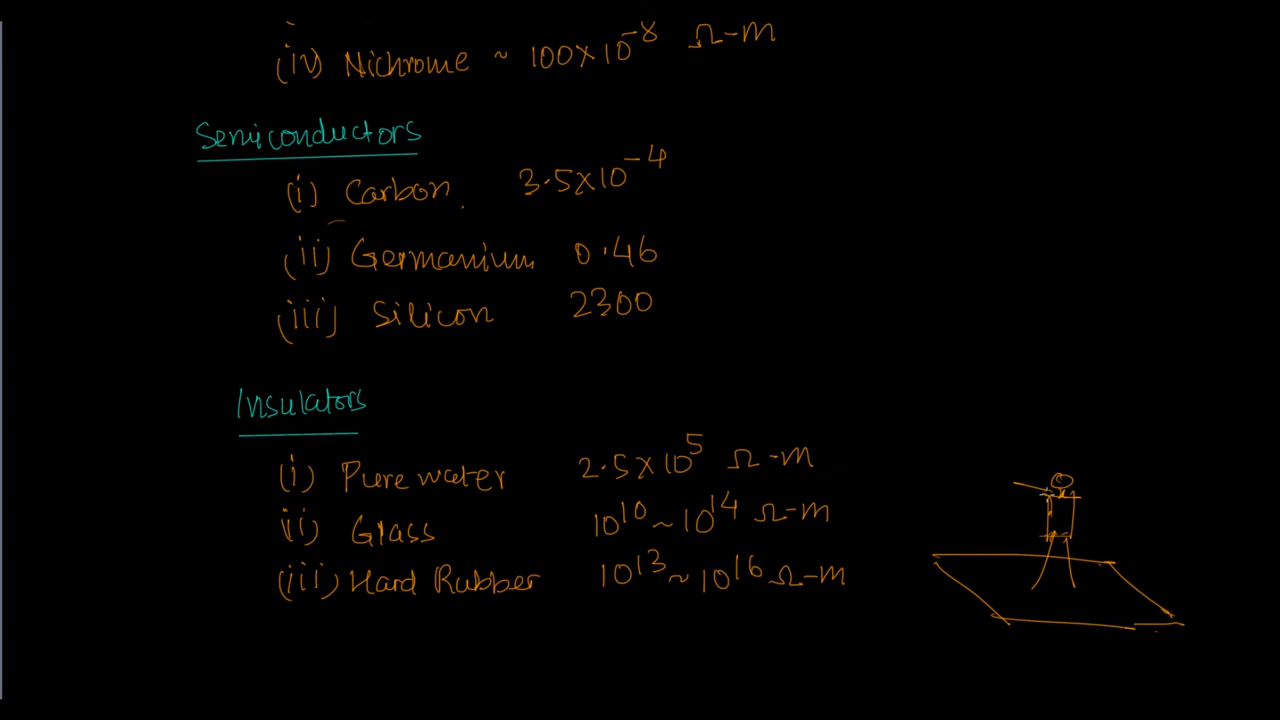 (iv) Nichrome ~ 100×10⁻⁸ Ω-m
Semiconductors
(i) Carbon 3.5×10⁻⁴
(ii) Germanium 0.46
(iii) Silicon 2300
Insulators
(i) Pure water 2.5×10⁵ Ω-m
(ii) Glass 10¹⁰ ~ 10¹⁴ Ω-m
(iii) Hard Rubber 10¹³ ~ 10¹⁶ Ω-m